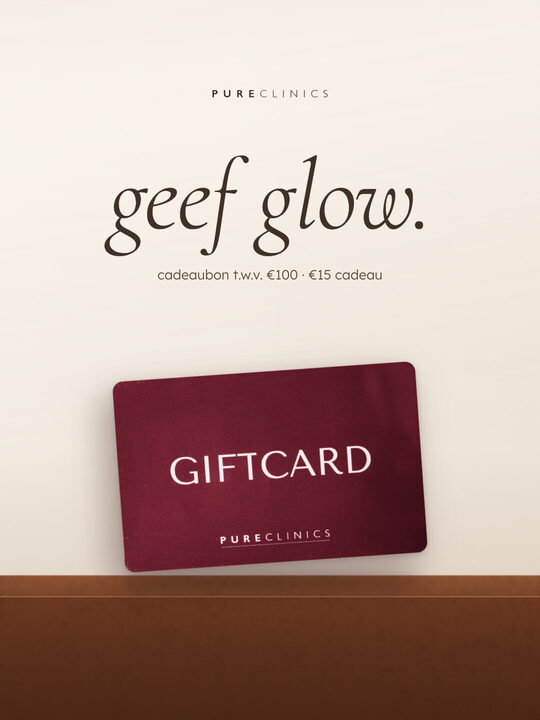 PURECLINICS
geef glow.
cadeaubon t.w.v. €100 · €15 cadeau
GIFTCARD
PURECLINICS